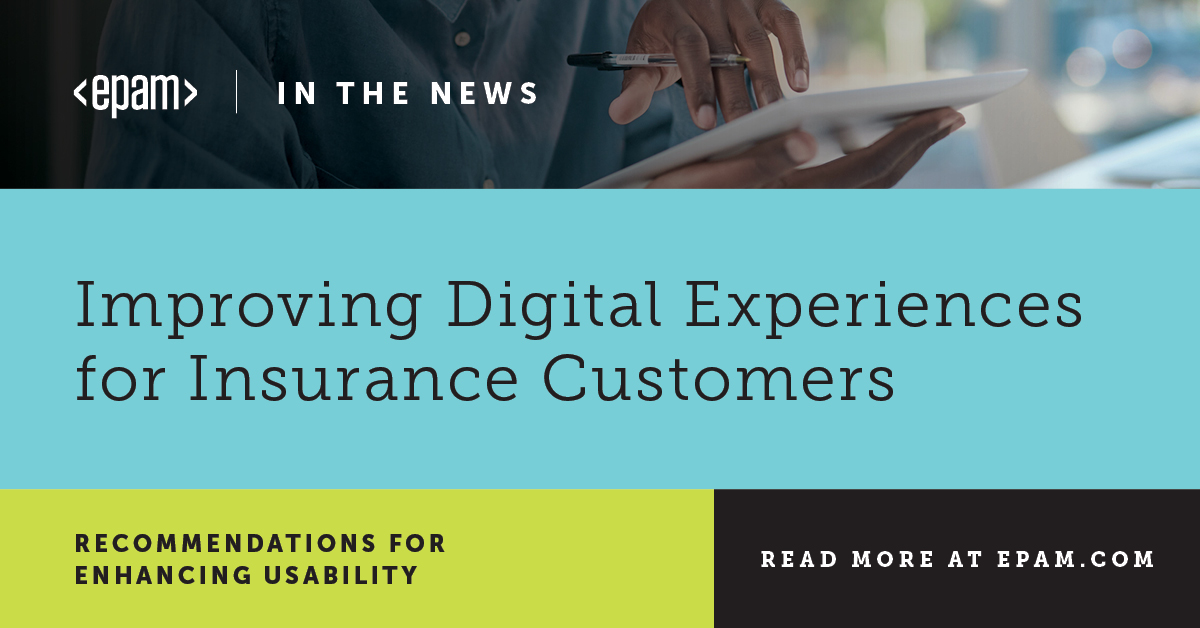 <epam> | IN THE NEWS
Improving Digital Experiences
for Insurance Customers
RECOMMENDATIONS FOR
ENHANCING USABILITY
READ MORE AT EPAM.COM